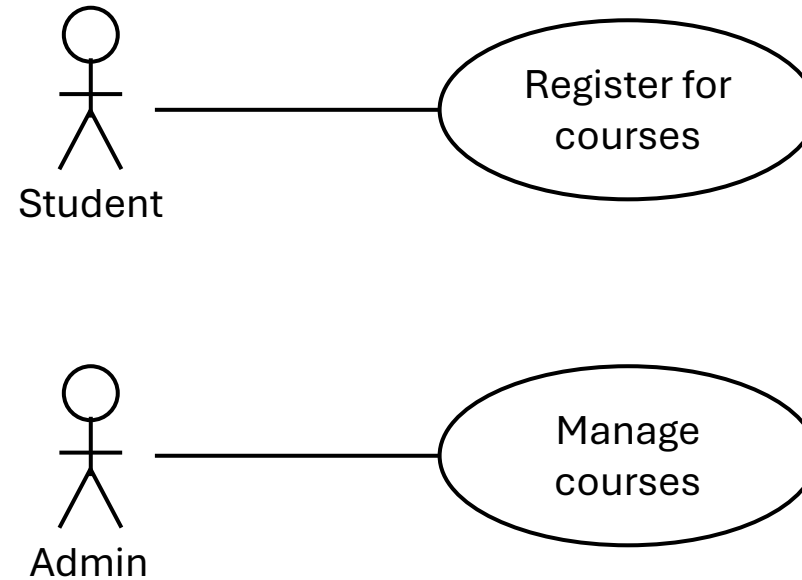 Register for
courses
Student
Manage
courses
Admin